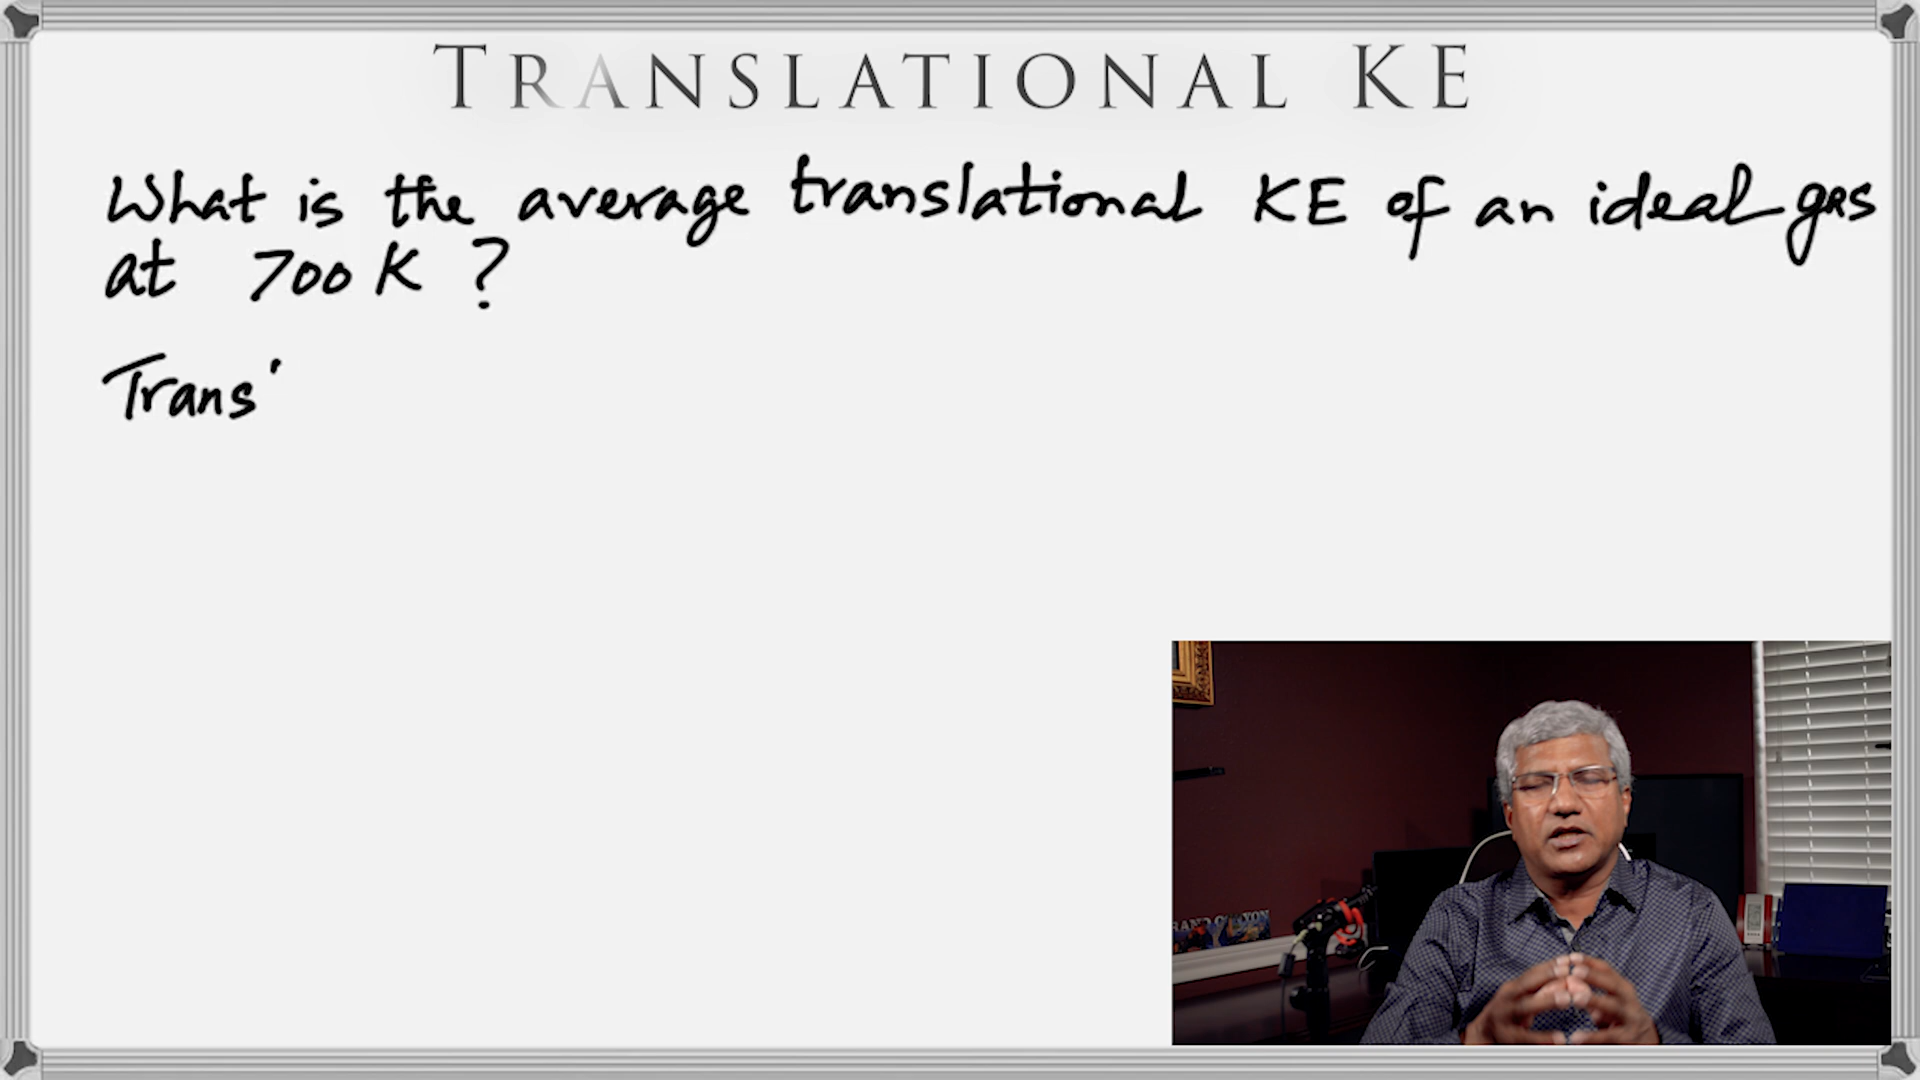 TRANSLATIONAL KE
What is the average translational KE of an ideal gas
at 700 K ?
Trans'